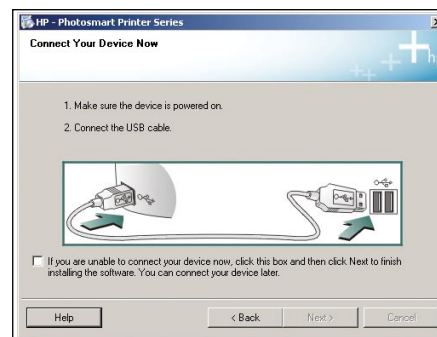 HP - Photosmart Printer Series
Connect Your Device Now
1. Make sure the device is powered on.
2. Connect the USB cable.
If you are unable to connect your device now, click this box and then click Next to finish
installing the software. You can connect your device later.
Help
< Back
Next >
Cancel